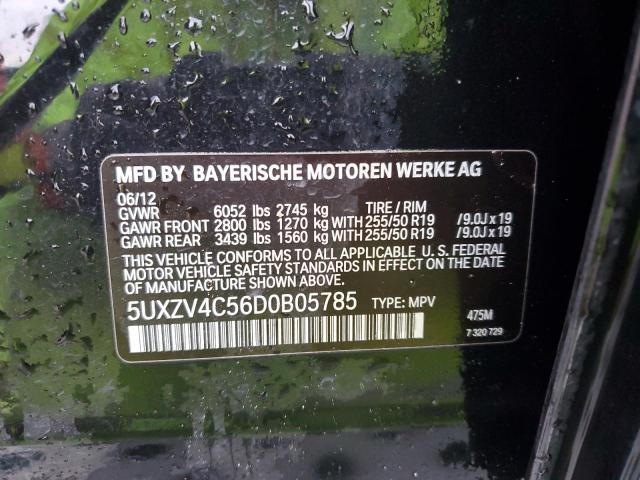 MFD BY BAYERISCHE MOTOREN WERKE AG
06/12
GVWR 6052 lbs 2745 kg TIRE / RIM
GAWR FRONT 2800 lbs 1270 kg WITH 255/50 R19 /9.0J x 19
GAWR REAR 3439 lbs 1560 kg WITH 255/50 R19 /9.0J x 19
THIS VEHICLE CONFORMS TO ALL APPLICABLE U.S. FEDERAL
MOTOR VEHICLE SAFETY STANDARDS IN EFFECT ON THE DATE
OF MANUFACTURE SHOWN ABOVE.
5UXZV4C56D0B05785 TYPE: MPV 475M
7 320 729